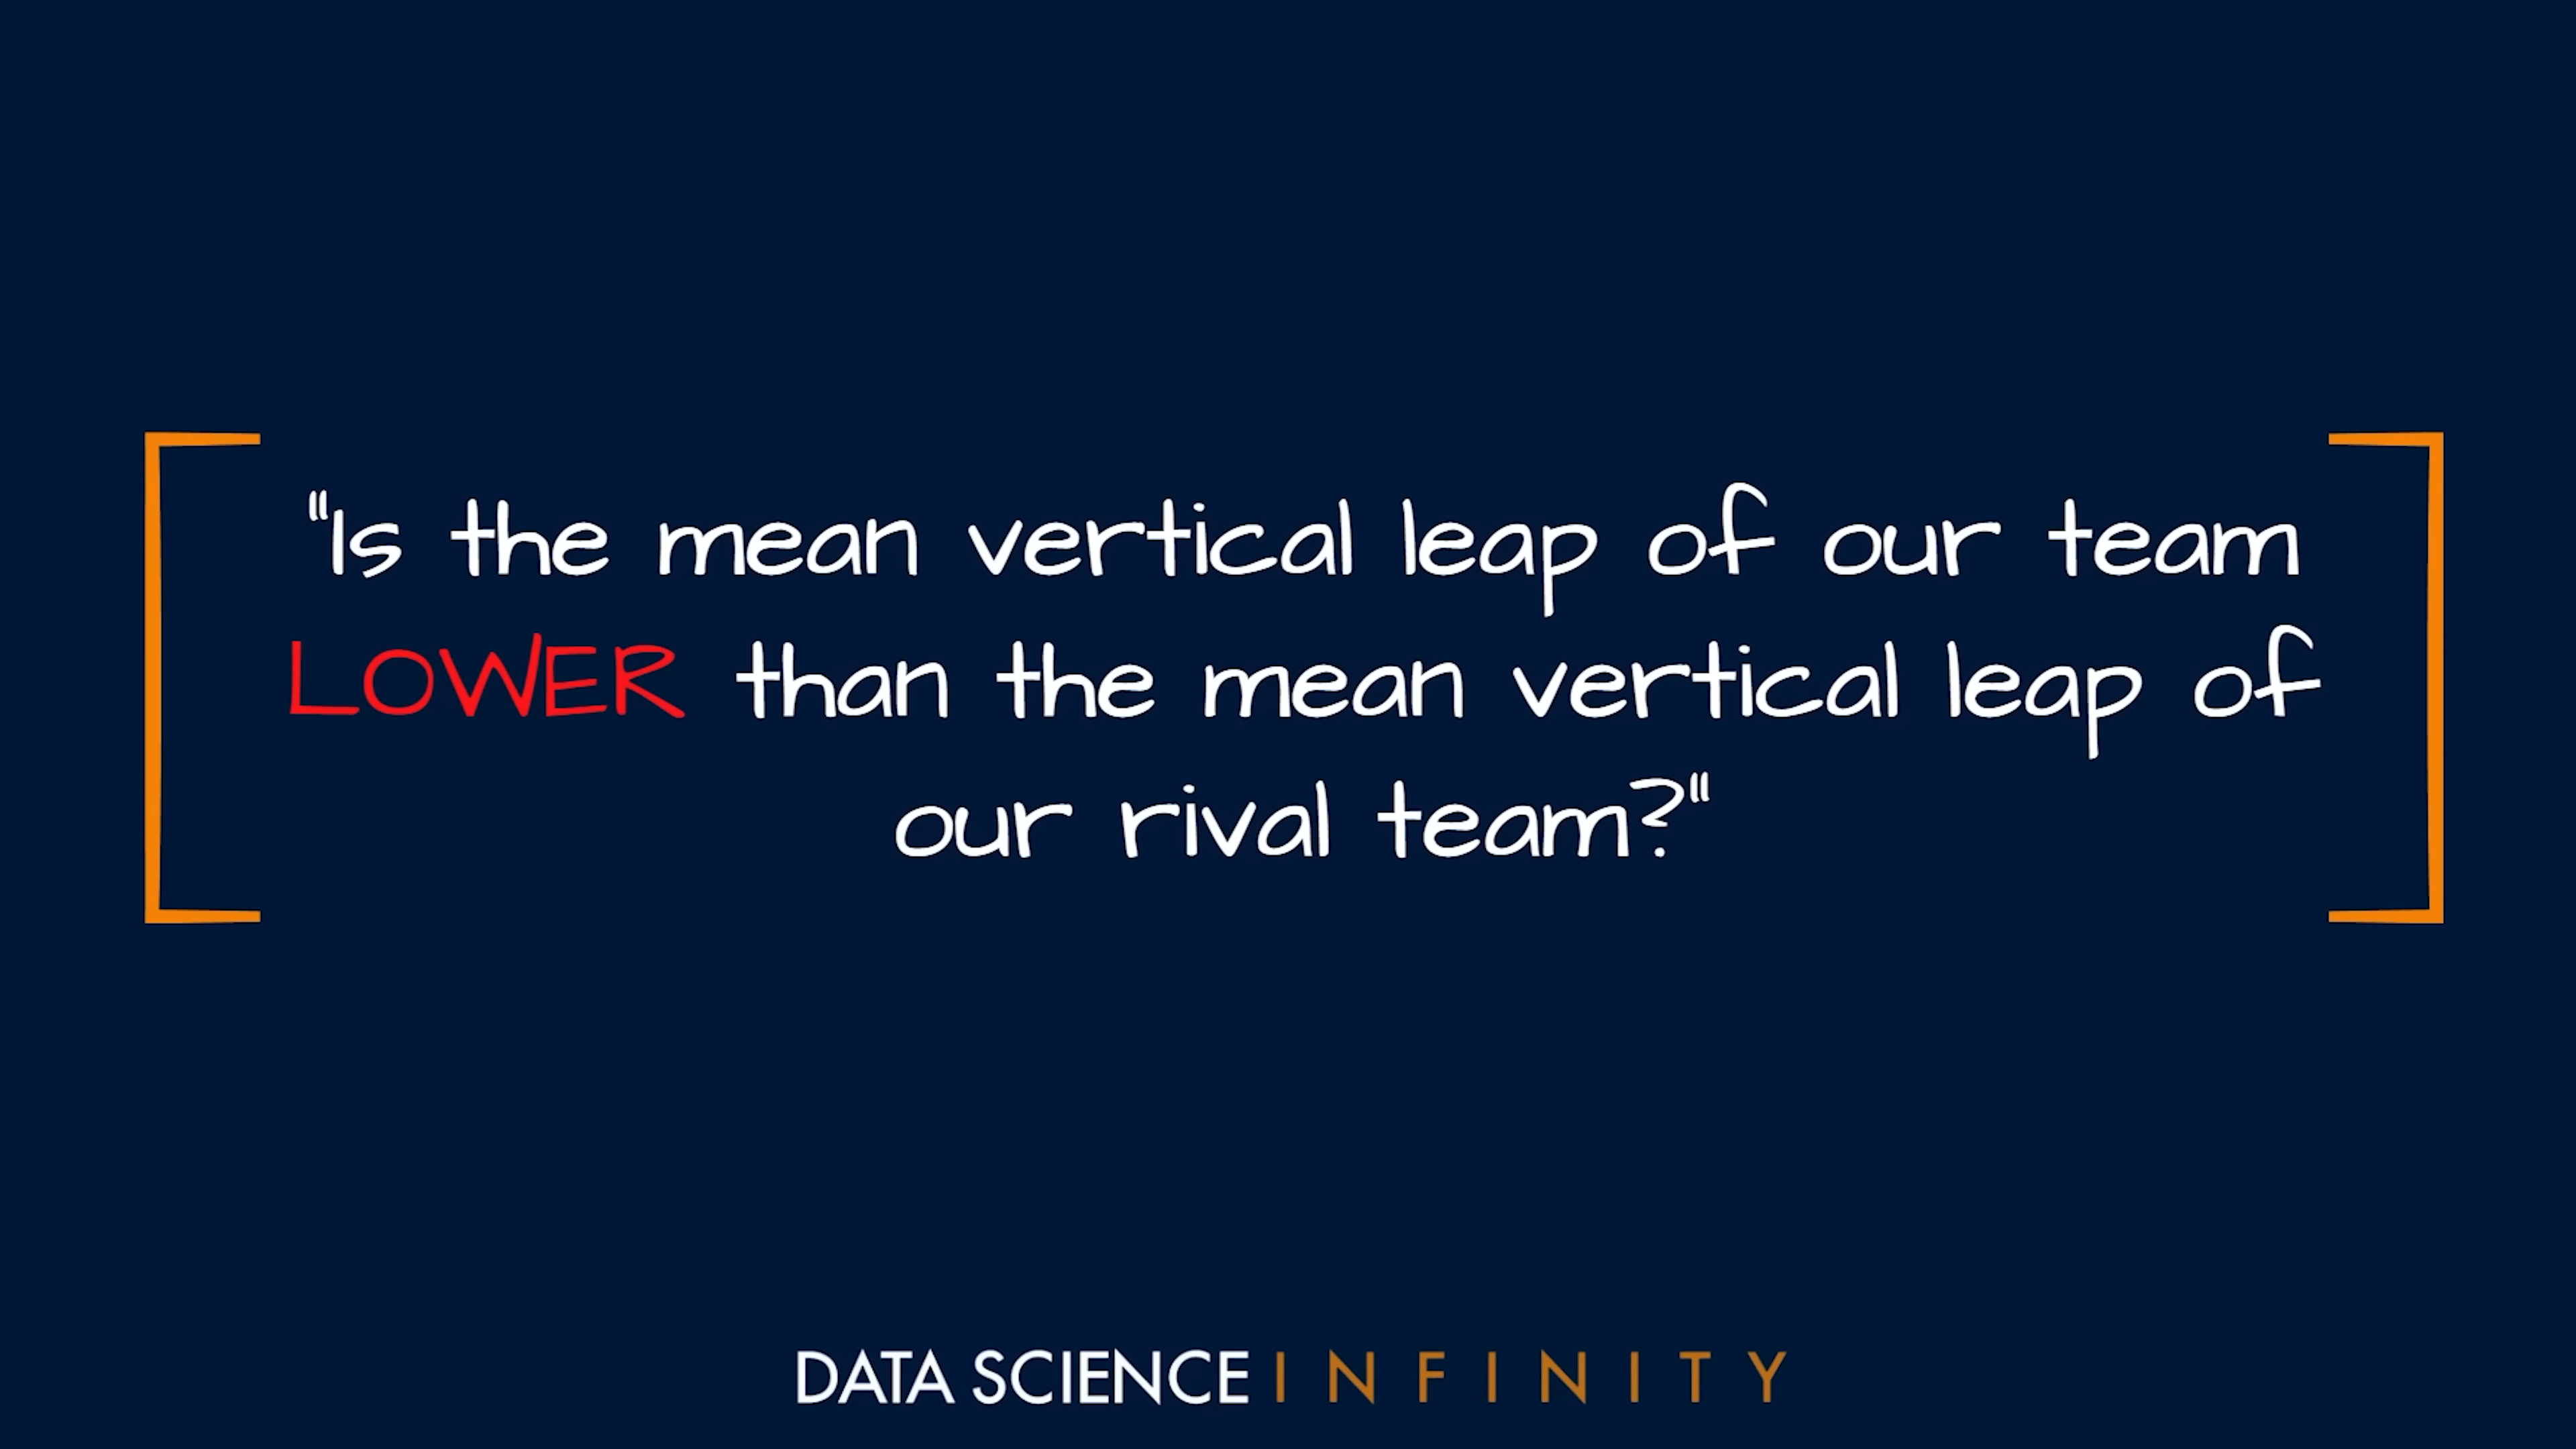 "Is the mean vertical leap of our team
LOWER than the mean vertical leap of
our rival team?"
DATA SCIENCE INFINITY